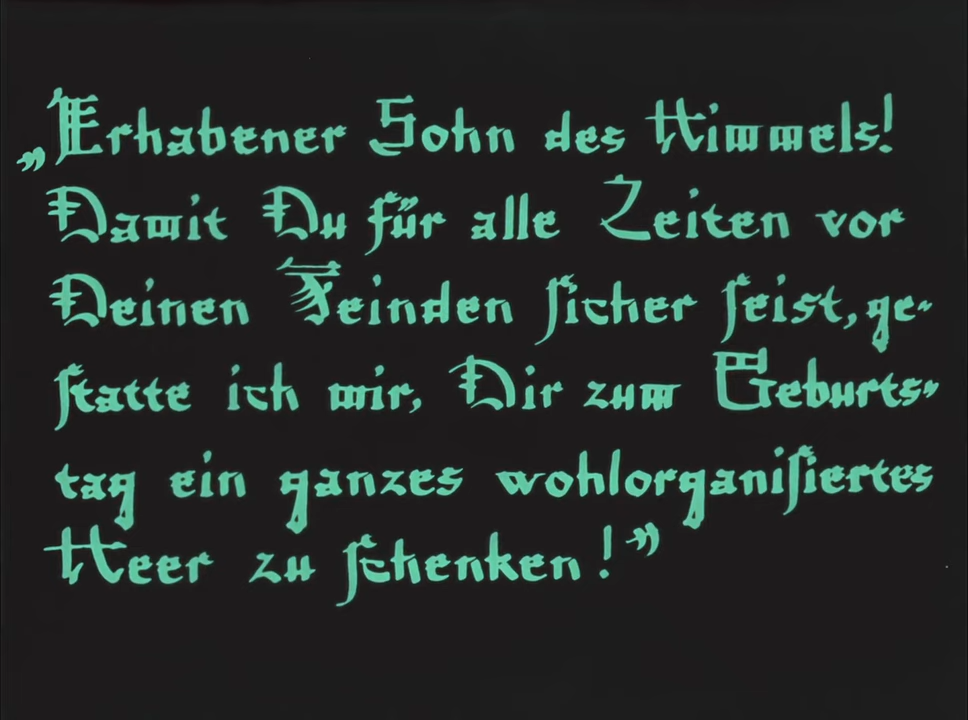 „Erhabener Sohn des Himmels!
Damit Du für alle Zeiten vor
Deinen Feinden ſicher ſeist, ge-
ſtatte ich mir, Dir zum Geburts-
tag ein ganzes wohlorganiſiertes
Heer zu ſchenken!”